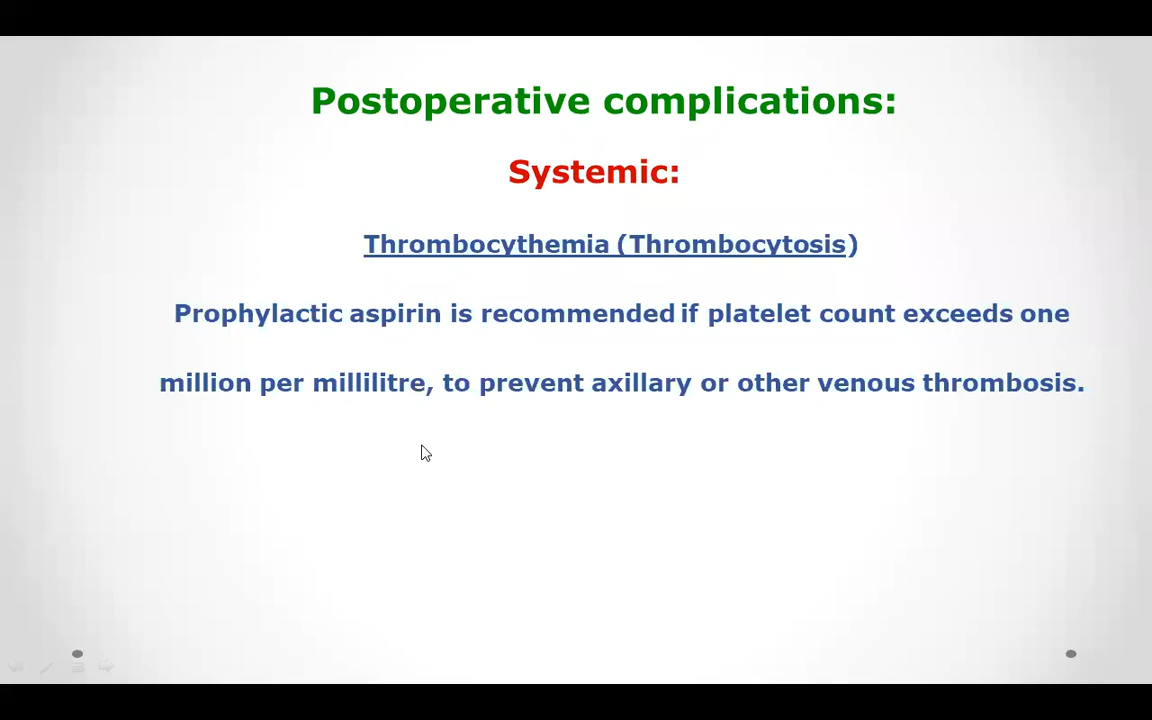 Postoperative complications:
Systemic:
Thrombocythemia (Thrombocytosis)
Prophylactic aspirin is recommended if platelet count exceeds one
million per millilitre, to prevent axillary or other venous thrombosis.